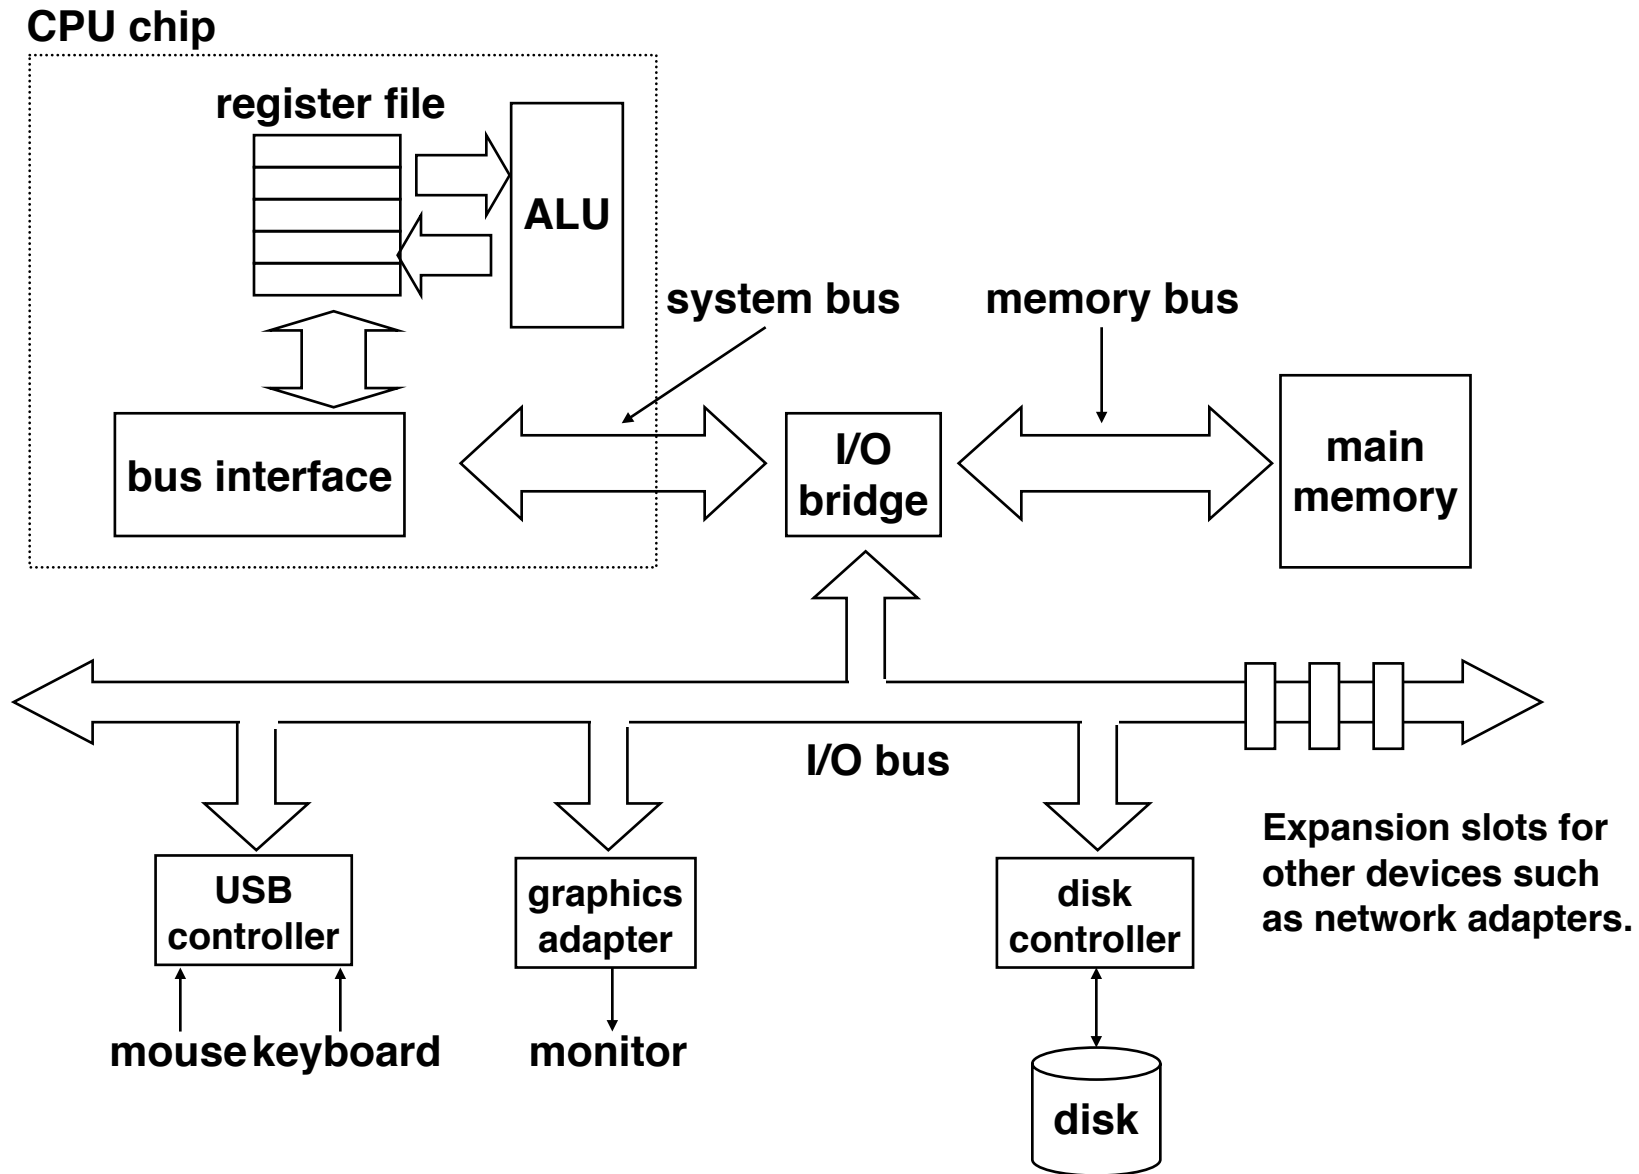 CPU chip
register file
ALU
system bus
memory bus
bus interface
I/O
bridge
main
memory
I/O bus
USB
controller
graphics
adapter
disk
controller
Expansion slots for
other devices such
as network adapters.
mouse keyboard
monitor
disk